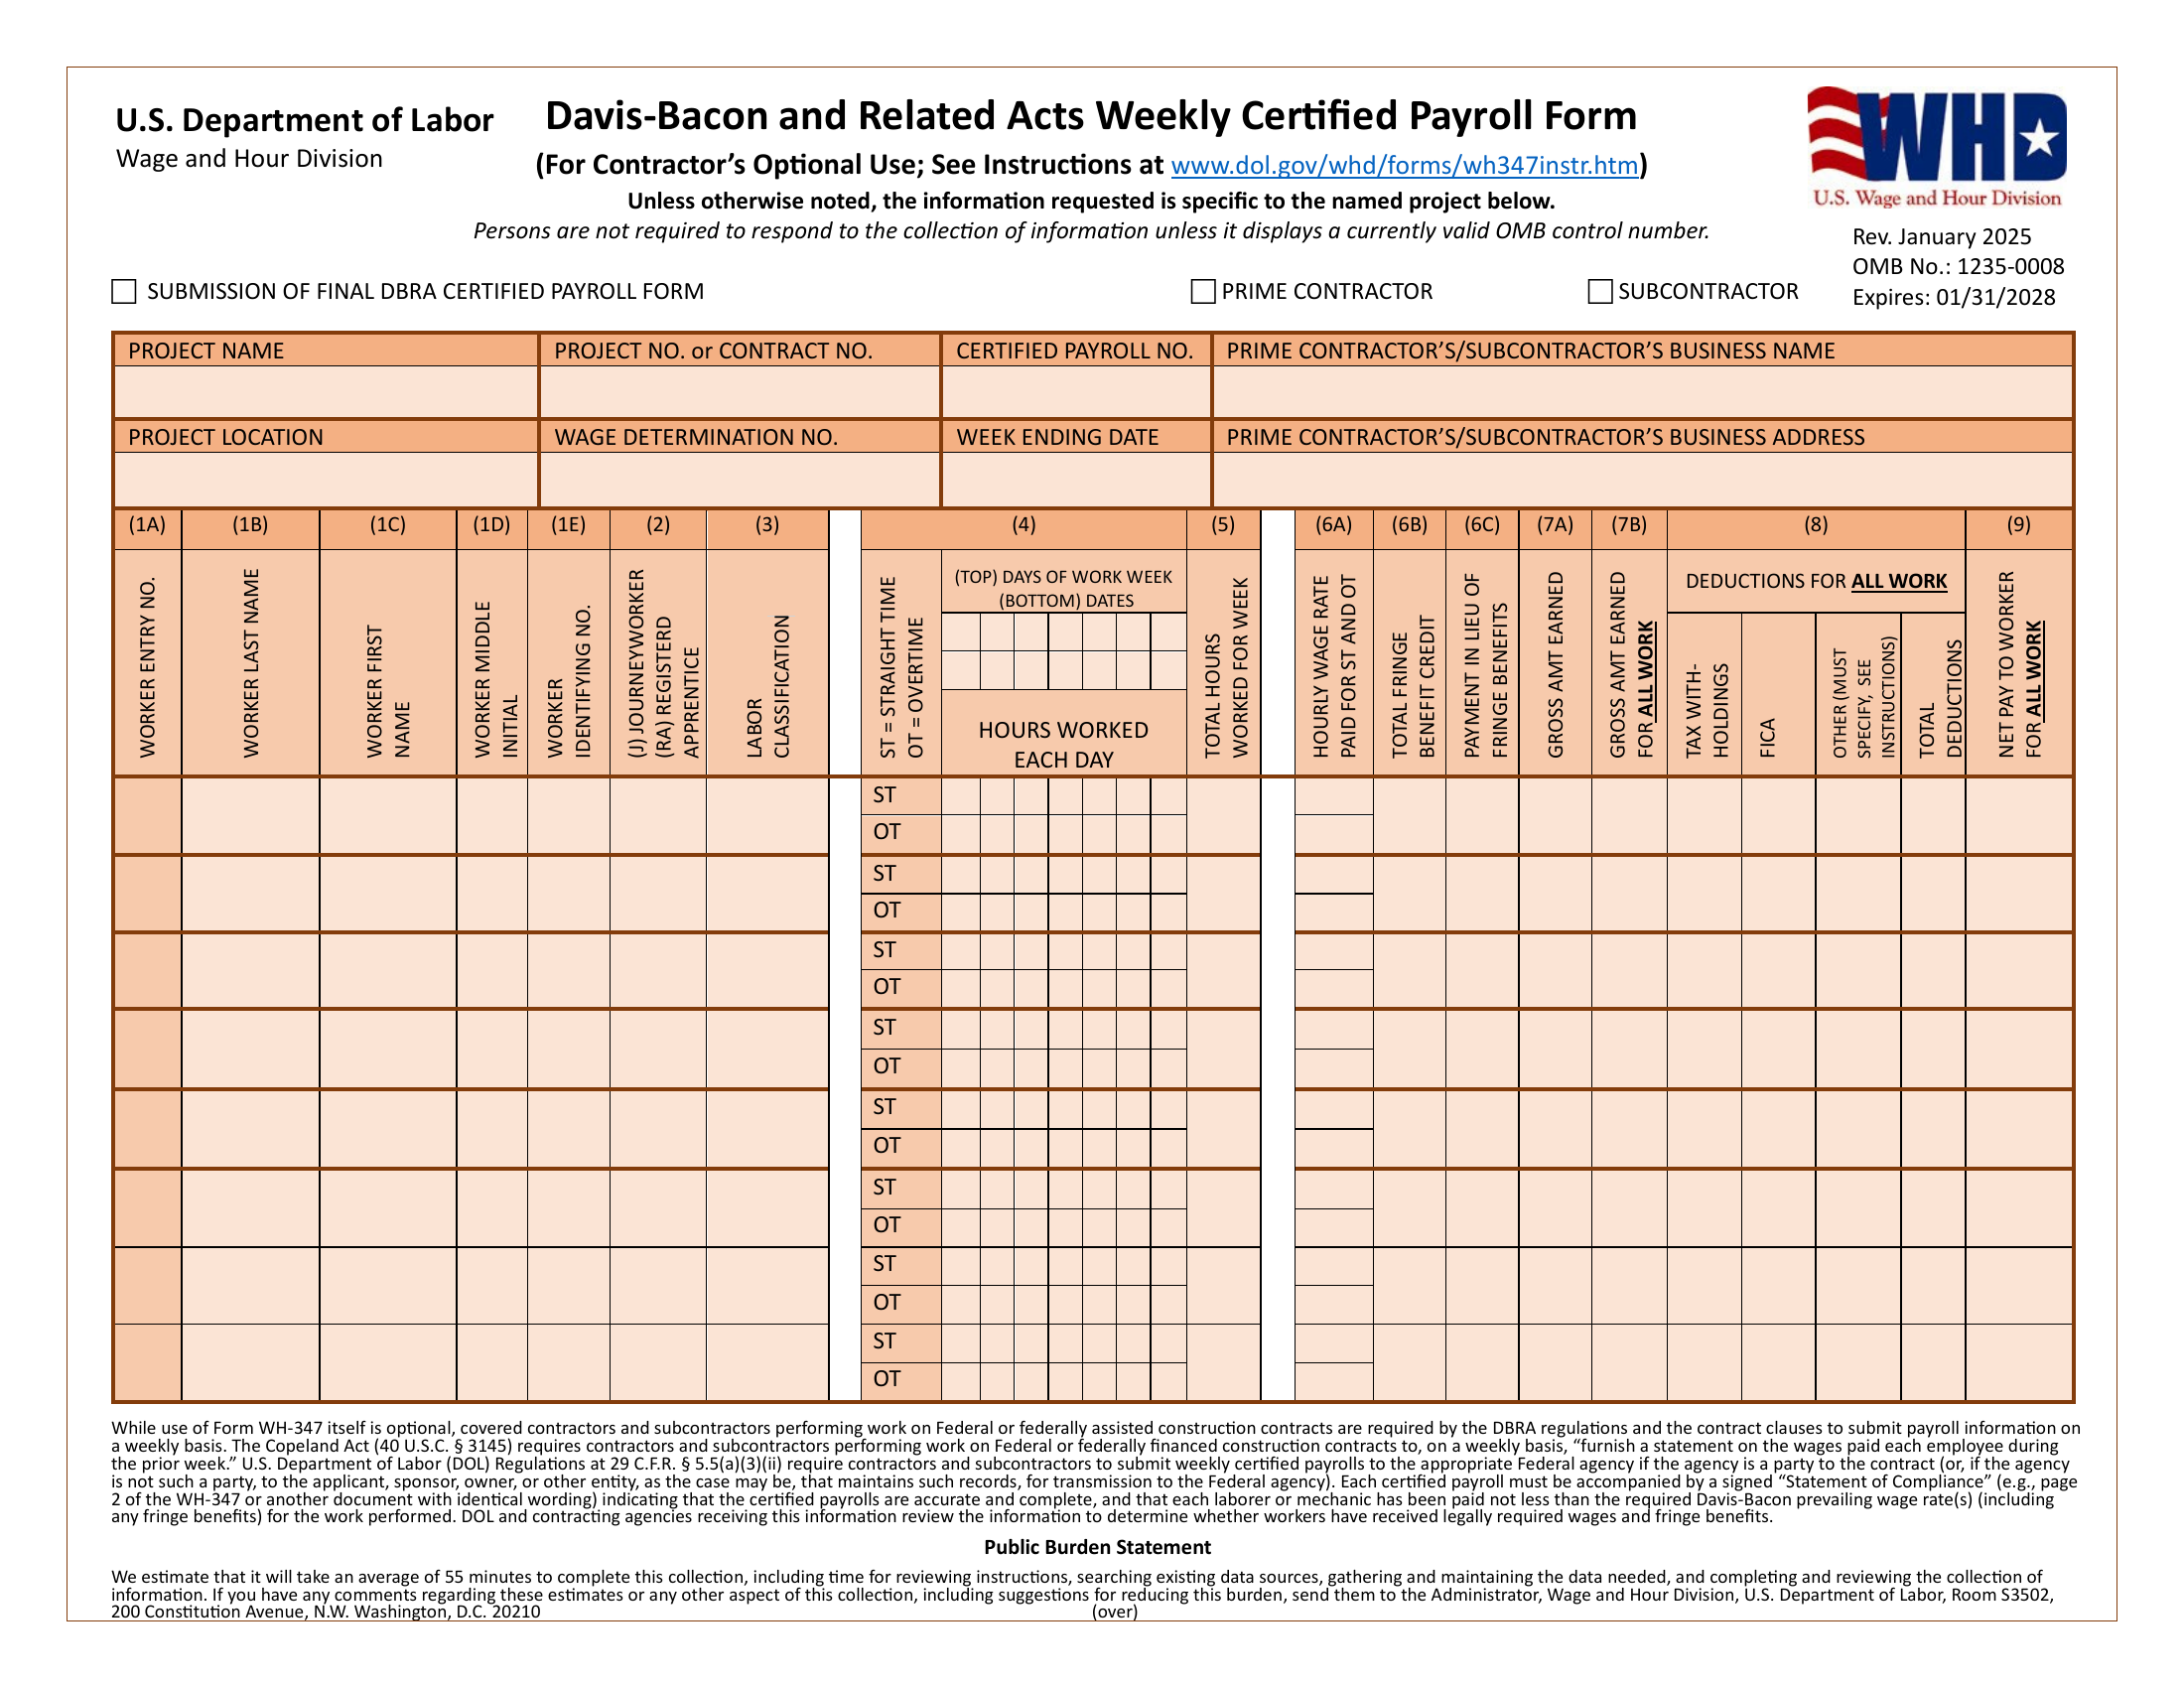 U.S. Department of Labor
Wage and Hour Division
Davis-Bacon and Related Acts Weekly Certified Payroll Form
(For Contractor’s Optional Use; See Instructions at www.dol.gov/whd/forms/wh347instr.htm)
Unless otherwise noted, the information requested is specific to the named project below.
Persons are not required to respond to the collection of information unless it displays a currently valid OMB control number.
WHD
U.S. Wage and Hour Division
Rev. January 2025
OMB No.: 1235-0008
Expires: 01/31/2028
SUBMISSION OF FINAL DBRA CERTIFIED PAYROLL FORM
PRIME CONTRACTOR
SUBCONTRACTOR
PROJECT NAME
PROJECT NO. or CONTRACT NO.
CERTIFIED PAYROLL NO.
PRIME CONTRACTOR’S/SUBCONTRACTOR’S BUSINESS NAME
PROJECT LOCATION
WAGE DETERMINATION NO.
WEEK ENDING DATE
PRIME CONTRACTOR’S/SUBCONTRACTOR’S BUSINESS ADDRESS
(1A)
(1B)
(1C)
(1D)
(1E)
(2)
(3)
(4)
(5)
(6A)
(6B)
(6C)
(7A)
(7B)
(8)
(9)
WORKER ENTRY NO.
WORKER LAST NAME
WORKER FIRST
NAME
WORKER MIDDLE
INITIAL
WORKER
IDENTIFYING NO.
(J) JOURNEYWORKER
(RA) REGISTERD
APPRENTICE
LABOR
CLASSIFICATION
ST = STRAIGHT TIME
OT = OVERTIME
(TOP) DAYS OF WORK WEEK
(BOTTOM) DATES
HOURS WORKED
EACH DAY
TOTAL HOURS
WORKED FOR WEEK
HOURLY WAGE RATE
PAID FOR ST AND OT
TOTAL FRINGE
BENEFIT CREDIT
PAYMENT IN LIEU OF
FRINGE BENEFITS
GROSS AMT EARNED
GROSS AMT EARNED
FOR ALL WORK
DEDUCTIONS FOR ALL WORK
TAX WITH-
HOLDINGS
FICA
OTHER (MUST
SPECIFY, SEE
INSTRUCTIONS)
TOTAL
DEDUCTIONS
NET PAY TO WORKER
FOR ALL WORK
ST
OT
ST
OT
ST
OT
ST
OT
ST
OT
ST
OT
ST
OT
ST
OT
While use of Form WH-347 itself is optional, covered contractors and subcontractors performing work on Federal or federally assisted construction contracts are required by the DBRA regulations and the contract clauses to submit payroll information on
a weekly basis. The Copeland Act (40 U.S.C. § 3145) requires contractors and subcontractors performing work on Federal or federally financed construction contracts to, on a weekly basis, “furnish a statement on the wages paid each employee during
the prior week.” U.S. Department of Labor (DOL) Regulations at 29 C.F.R. § 5.5(a)(3)(ii) require contractors and subcontractors to submit weekly certified payrolls to the appropriate Federal agency if the agency is a party to the contract (or, if the agency
is not such a party, to the applicant, sponsor, owner, or other entity, as the case may be, that maintains such records, for transmission to the Federal agency). Each certified payroll must be accompanied by a signed “Statement of Compliance” (e.g., page
2 of the WH-347 or another document with identical wording) indicating that the certified payrolls are accurate and complete, and that each laborer or mechanic has been paid not less than the required Davis-Bacon prevailing wage rate(s) (including
any fringe benefits) for the work performed. DOL and contracting agencies receiving this information review the information to determine whether workers have received legally required wages and fringe benefits.
Public Burden Statement
We estimate that it will take an average of 55 minutes to complete this collection, including time for reviewing instructions, searching existing data sources, gathering and maintaining the data needed, and completing and reviewing the collection of
information. If you have any comments regarding these estimates or any other aspect of this collection, including suggestions for reducing this burden, send them to the Administrator, Wage and Hour Division, U.S. Department of Labor, Room S3502,
200 Constitution Avenue, N.W. Washington, D.C. 20210
(over)